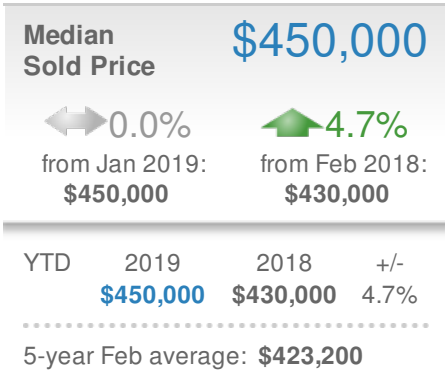 Median $450,000
Sold Price
0.0% 4.7%
from Jan 2019: from Feb 2018:
$450,000 $430,000
YTD 2019 2018 +/-
$450,000 $430,000 4.7%
5-year Feb average: $423,200